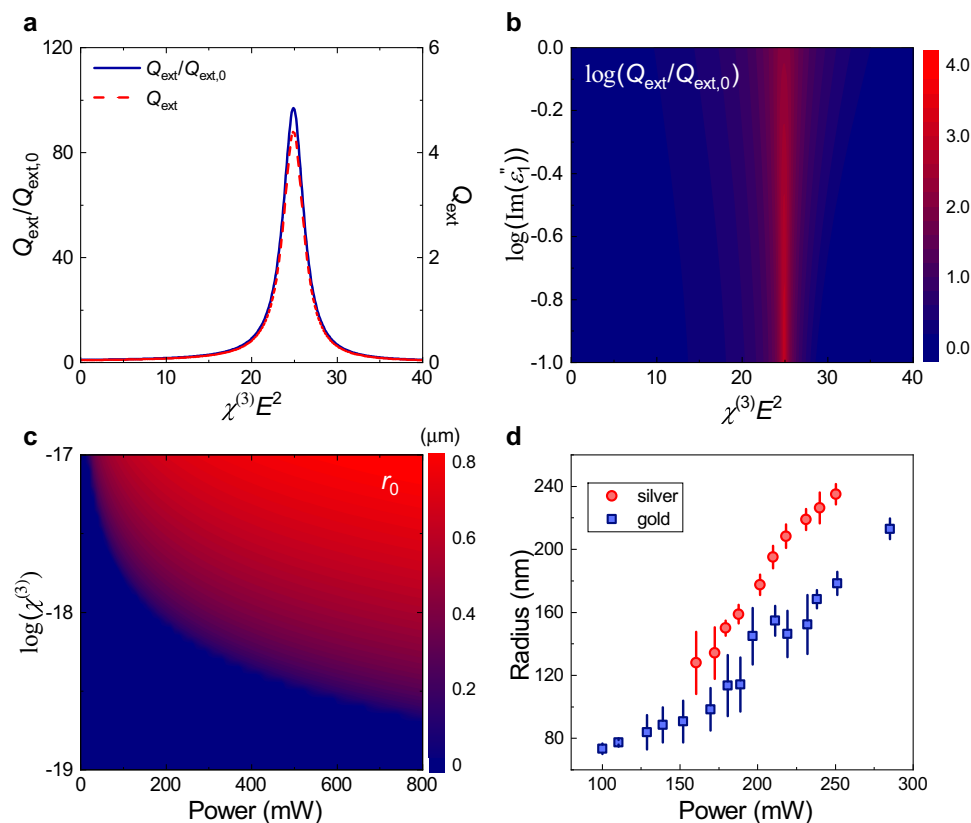 a
120
80
40
0
Q_ext/Q_ext,0
Q_ext/Q_ext,0
Q_ext
6
4
2
0
Q_ext
0 10 20 30 40
χ^(3)E^2
b
0.0
-0.2
-0.4
-0.6
-0.8
-1.0
log(Im(ε_1''))
log(Q_ext/Q_ext,0)
0 10 20 30 40
χ^(3)E^2
4.0
3.0
2.0
1.0
0.0
c
(μm)
-17
-18
-19
log(χ^(3))
r_0
0 200 400 600 800
Power (mW)
0.8
0.6
0.4
0.2
0
d
240
200
160
120
80
Radius (nm)
silver
gold
100 150 200 250 300
Power (mW)